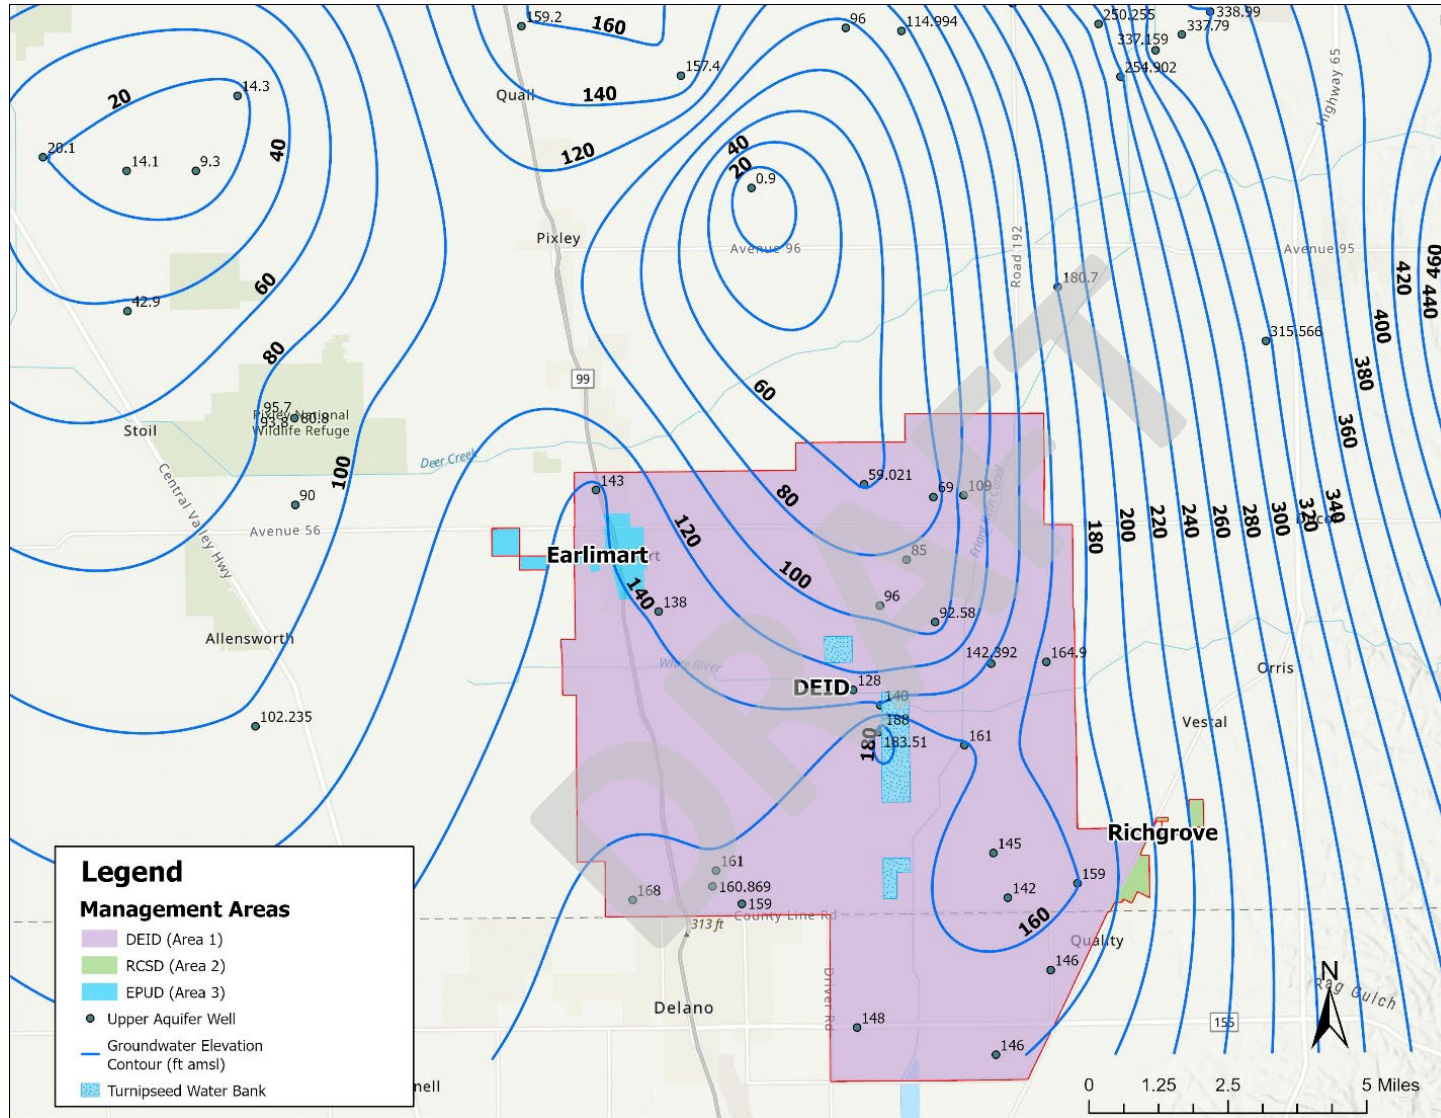 159.2
160
96
114.994
250.255
338.99
337.79
337.159
254.902
157.4
Highway 65
20
14.3
Quail
140
40
120
40
20
20.1
14.1
9.3
0.9
Pixley
Avenue 96
Road 192
Avenue 95
460
440
420
60
42.9
180.7
400
315.566
80
99
380
60
95.7
93.8
80.8
Pixley National
Wildlife Refuge
Stoil
360
Deer Creek
100
Central Valley Hwy
143
59.021
69
109
80
90
Avenue 56
120
Friant Kern Canal
180
200
220
240
260
280
300
320
340
Earlimart
85
100
140
138
96
92.58
Allensworth
White River
142.392
164.9
Orris
DEID
128
140
102.235
188
183.51
180
161
Vestal
DRAFT
Richgrove
145
161
168
160.869
159
142
159
County Line Rd
313 ft
160
Quality
146
Delano
Driver Rd
148
155
146
N
Rag Gulch
Legend
Management Areas
DEID (Area 1)
RCSD (Area 2)
EPUD (Area 3)
Upper Aquifer Well
Groundwater Elevation
Contour (ft amsl)
Turnipseed Water Bank
nell
0 1.25 2.5 5 Miles